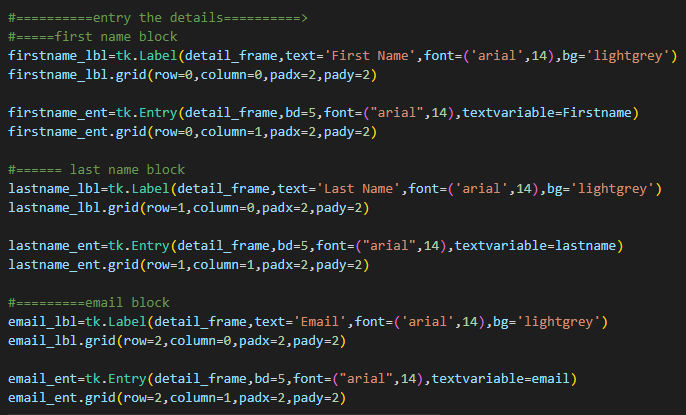 #==========entry the details==========>
#=====first name block
firstname_lbl=tk.Label(detail_frame,text='First Name',font=('arial',14),bg='lightgrey')
firstname_lbl.grid(row=0,column=0,padx=2,pady=2)
firstname_ent=tk.Entry(detail_frame,bd=5,font=("arial",14),textvariable=Firstname)
firstname_ent.grid(row=0,column=1,padx=2,pady=2)
#====== last name block
lastname_lbl=tk.Label(detail_frame,text='Last Name',font=('arial',14),bg='lightgrey')
lastname_lbl.grid(row=1,column=0,padx=2,pady=2)
lastname_ent=tk.Entry(detail_frame,bd=5,font=("arial",14),textvariable=lastname)
lastname_ent.grid(row=1,column=1,padx=2,pady=2)
#=========email block
email_lbl=tk.Label(detail_frame,text='Email',font=('arial',14),bg='lightgrey')
email_lbl.grid(row=2,column=0,padx=2,pady=2)
email_ent=tk.Entry(detail_frame,bd=5,font=("arial",14),textvariable=email)
email_ent.grid(row=2,column=1,padx=2,pady=2)